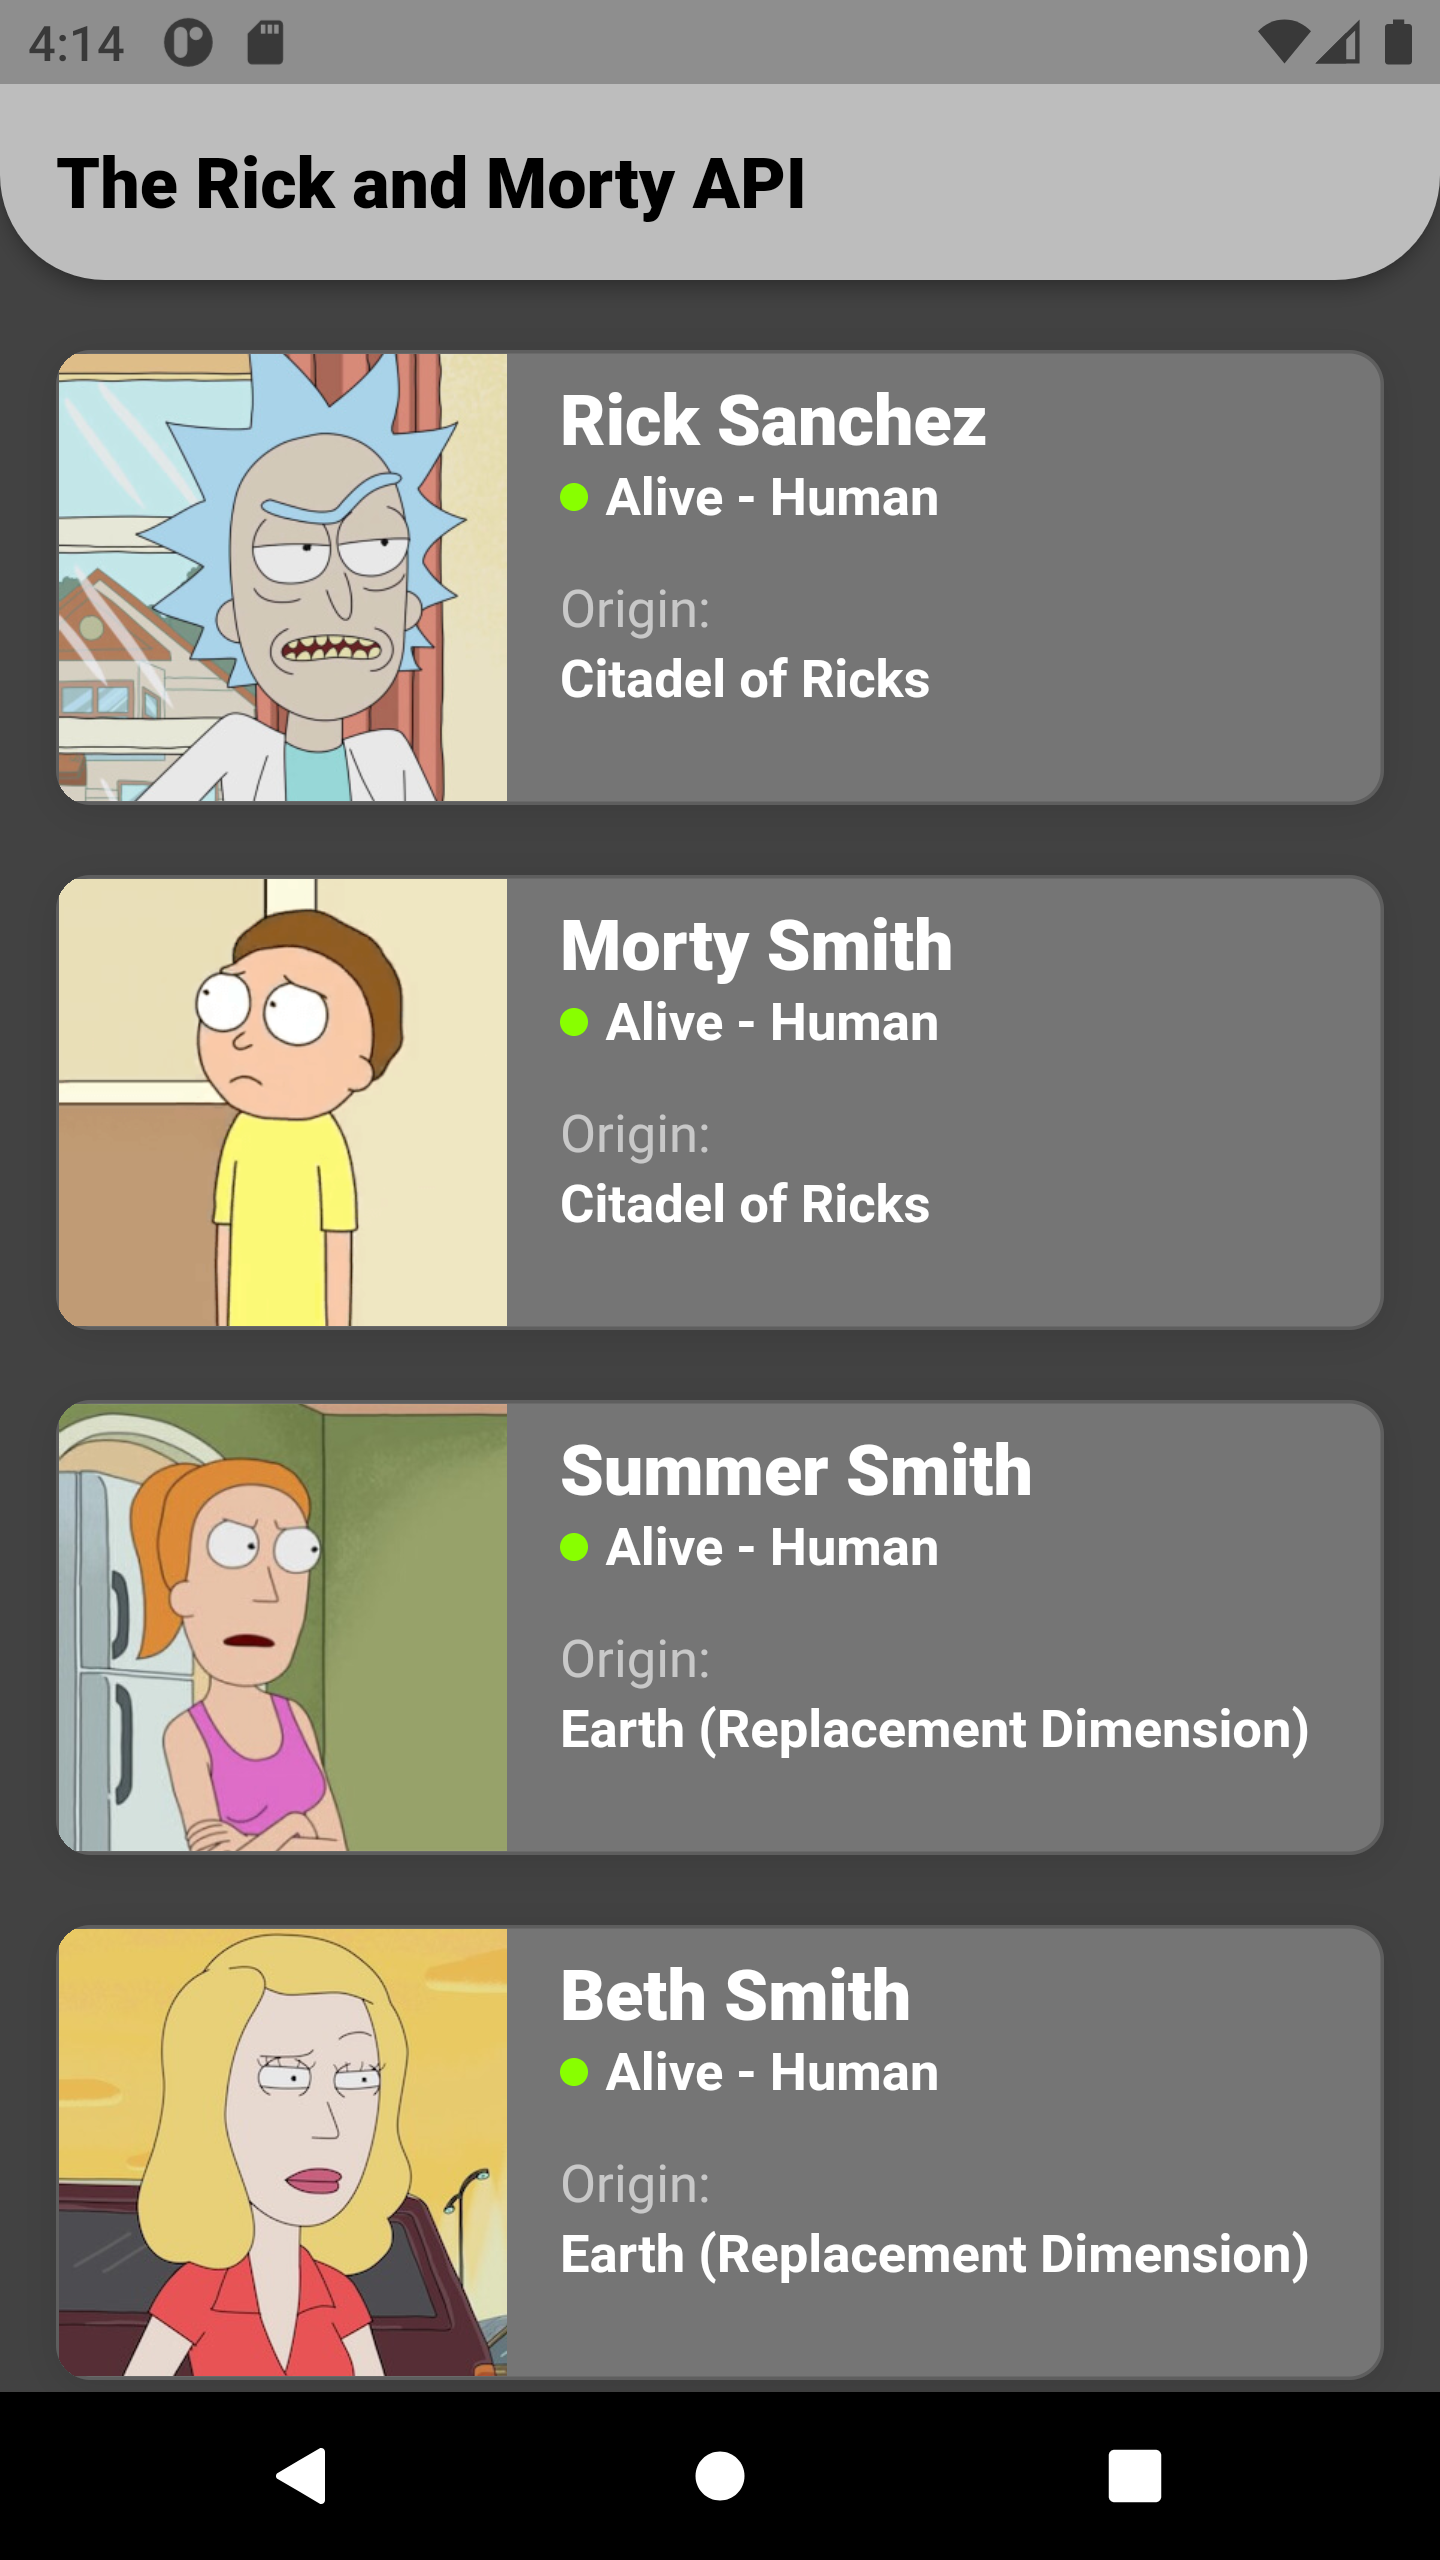 4:14
The Rick and Morty API
Rick Sanchez
Alive - Human
Origin:
Citadel of Ricks
Morty Smith
Alive - Human
Origin:
Citadel of Ricks
Summer Smith
Alive - Human
Origin:
Earth (Replacement Dimension)
Beth Smith
Alive - Human
Origin:
Earth (Replacement Dimension)